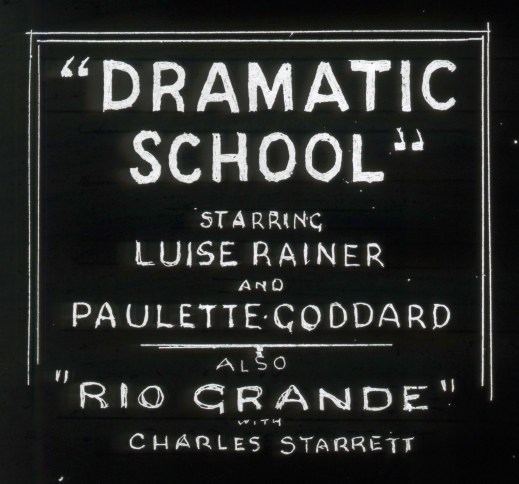 "DRAMATIC
SCHOOL"
STARRING
LUISE RAINER
AND
PAULETTE·GODDARD
ALSO
"RIO GRANDE"
WITH
CHARLES STARRETT